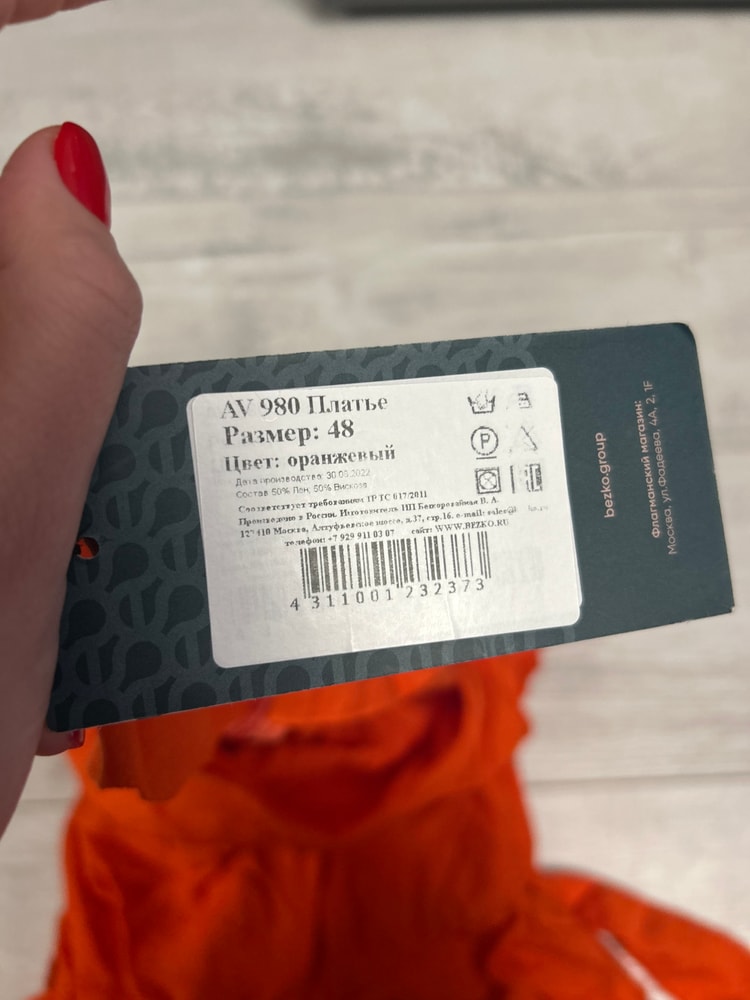 AV 980 Платье
Размер: 48
Цвет: оранжевый
Дата производства: 30.09.2022
Состав 50% Лен, 50% Вискоза
Соответствует требованиям ТР ТС 017/2011
Произведено в России. Изготовитель ИП В. А.
Москва, Алтуфьевское шоссе, д.37, стр.16. e-mail:
телефон: +7 929 911 03 07 сайт: WWW.BEZKO.RU
4 311001 232373
P
bezko.group
Флагманский магазин:
Москва, ул.Фадеева, 4А, 2, 1F